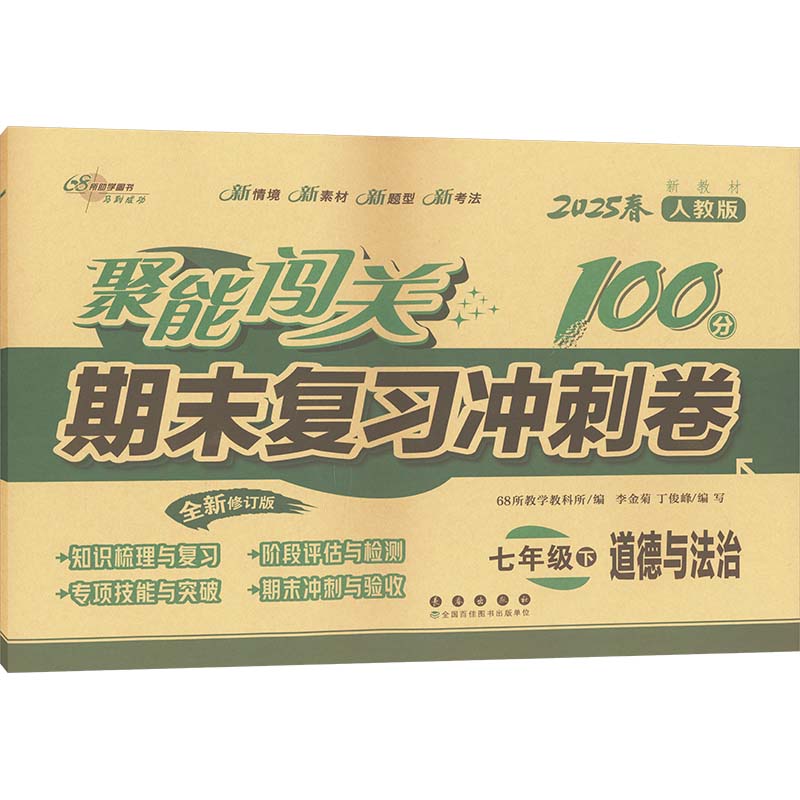 68所助学图书
马到成功
新情境 新素材 新题型 新考法
新教材
2025春 人教版
聚能闯关 100分
期末复习冲刺卷
全新修订版
68所教学教科所/编 李金菊 丁俊峰/编写
知识梳理与复习 阶段评估与检测
专项技能与突破 期末冲刺与验收
七年级下 道德与法治
长春出版社
全国百佳图书出版单位